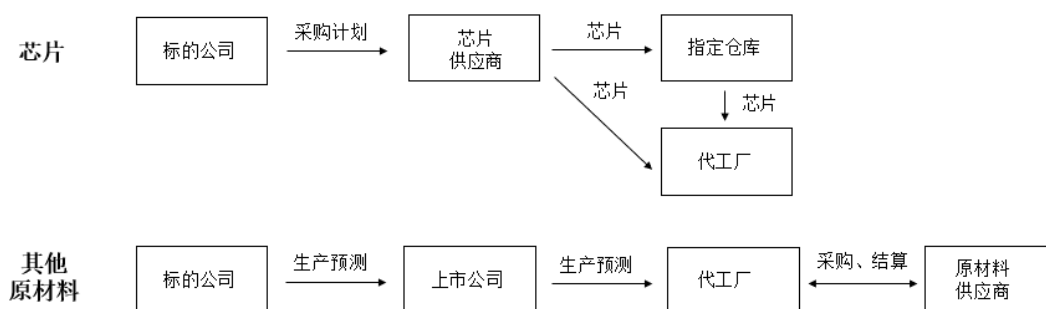 芯片
标的公司
采购计划
芯片
供应商
芯片
指定仓库
芯片
芯片
代工厂
其他
原材料
标的公司
生产预测
上市公司
生产预测
代工厂
采购、结算
原材料
供应商